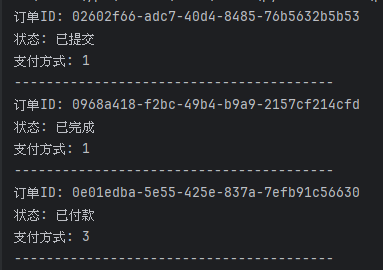 订单ID: 02602f66-adc7-40d4-8485-76b5632b5b53
状态: 已提交
支付方式: 1
----------------------------------------
订单ID: 0968a418-f2bc-49b4-b9a9-2157cf214cfd
状态: 已完成
支付方式: 1
----------------------------------------
订单ID: 0e01edba-5e55-425e-837a-7efb91c56630
状态: 已付款
支付方式: 3
----------------------------------------